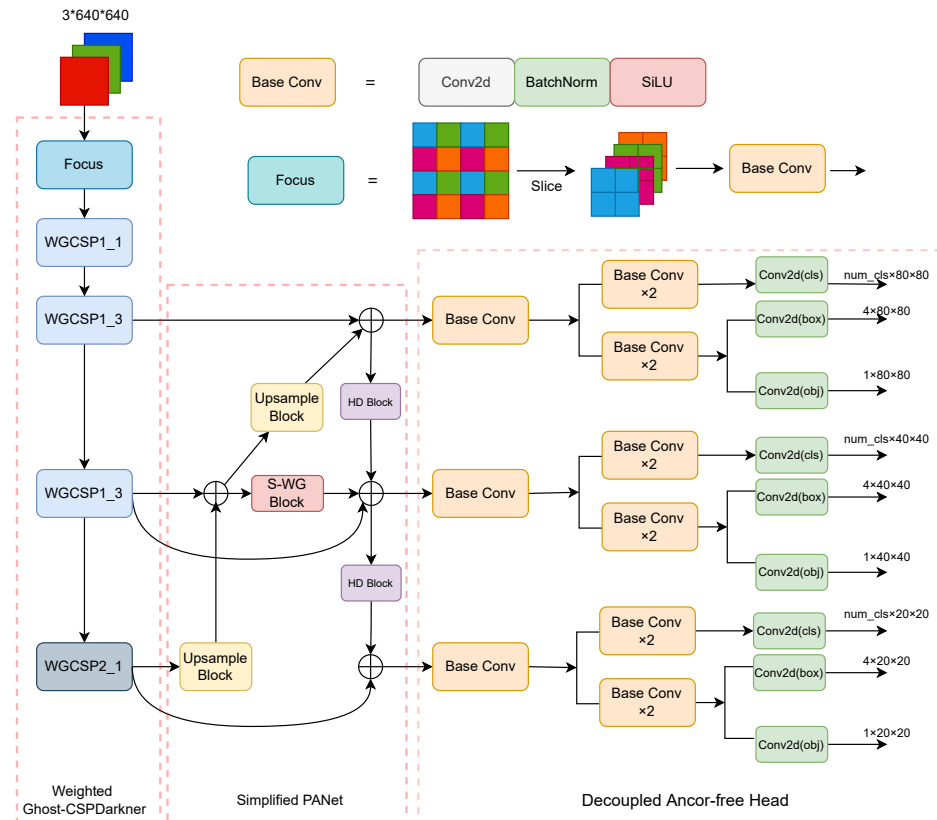 3*640*640
Base Conv
=
Conv2d
BatchNorm
SiLU
Focus
Focus
=
Slice
Base Conv
WGCSP1_1
WGCSP1_3
Base Conv
Base Conv
×2
Conv2d(cls)
num_cls×80×80
Conv2d(box)
4×80×80
Base Conv
×2
Conv2d(obj)
1×80×80
Upsample
Block
HD Block
WGCSP1_3
S-WG
Block
Base Conv
Base Conv
×2
Conv2d(cls)
num_cls×40×40
Conv2d(box)
4×40×40
Base Conv
×2
Conv2d(obj)
1×40×40
HD Block
WGCSP2_1
Upsample
Block
Base Conv
Base Conv
×2
Conv2d(cls)
num_cls×20×20
Conv2d(box)
4×20×20
Base Conv
×2
Conv2d(obj)
1×20×20
Weighted
Ghost-CSPDarkner
Simplified PANet
Decoupled Ancor-free Head